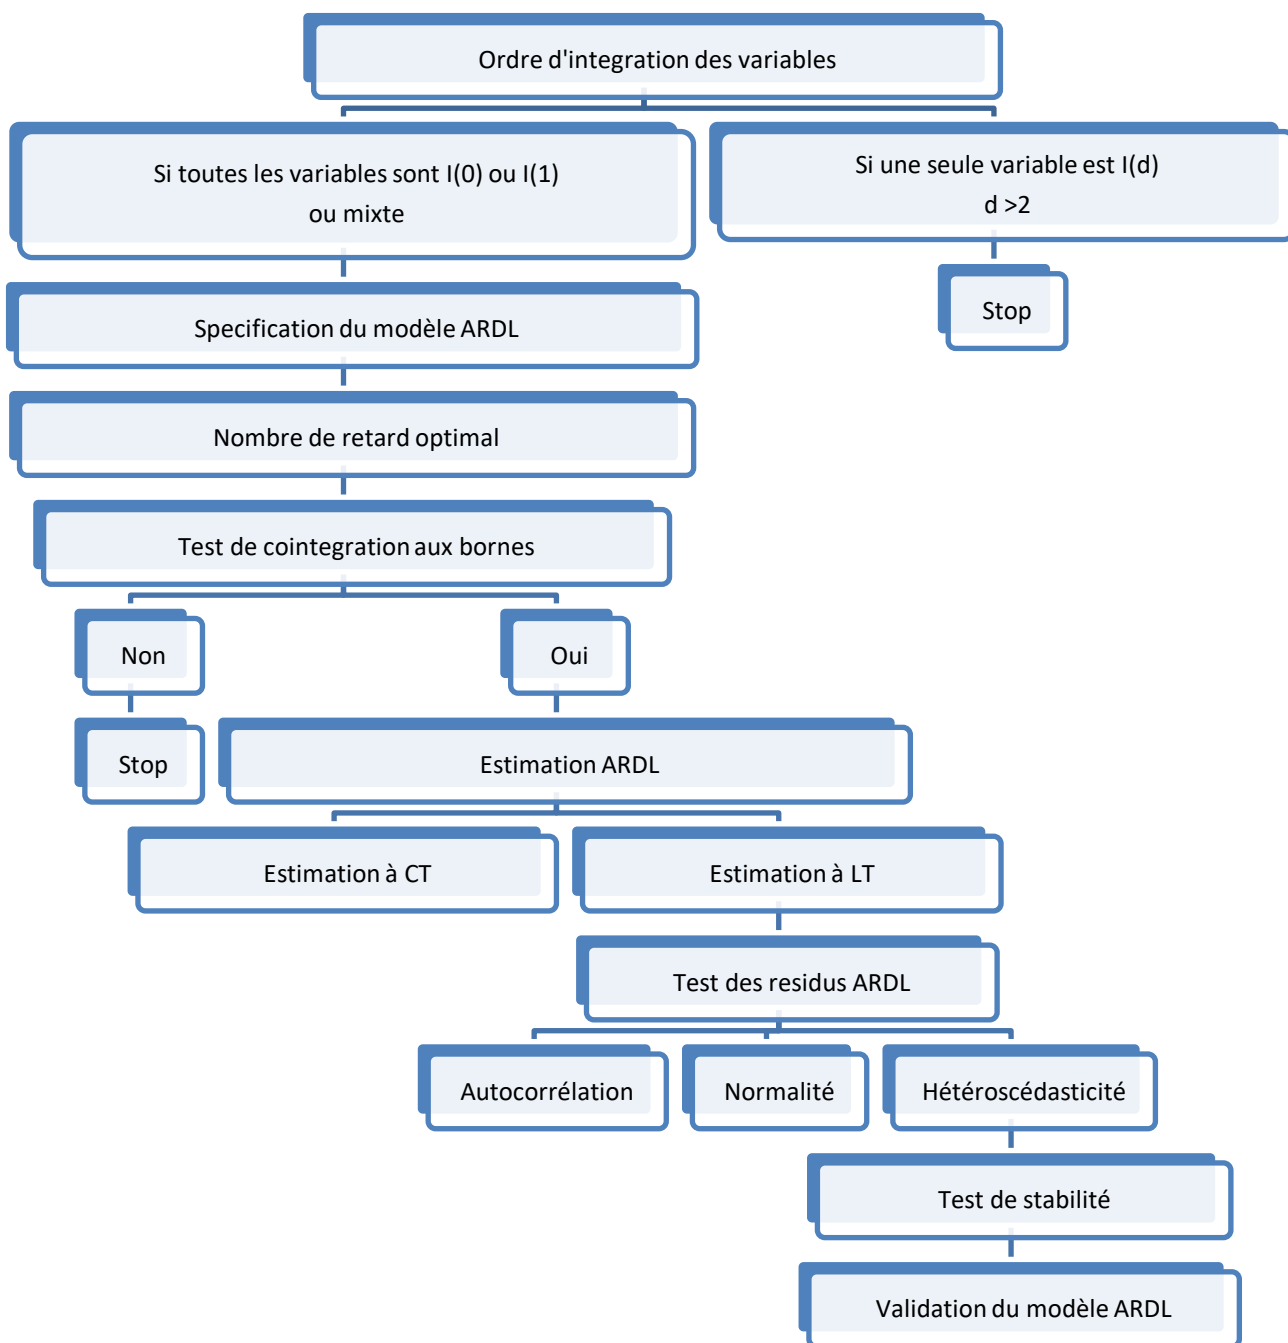 Ordre d'integration des variables
Si toutes les variables sont I(0) ou I(1)
ou mixte
Si une seule variable est I(d)
d >2
Stop
Specification du modèle ARDL
Nombre de retard optimal
Test de cointegration aux bornes
Non
Oui
Stop
Estimation ARDL
Estimation à CT
Estimation à LT
Test des residus ARDL
Autocorrélation
Normalité
Hétéroscédasticité
Test de stabilité
Validation du modèle ARDL